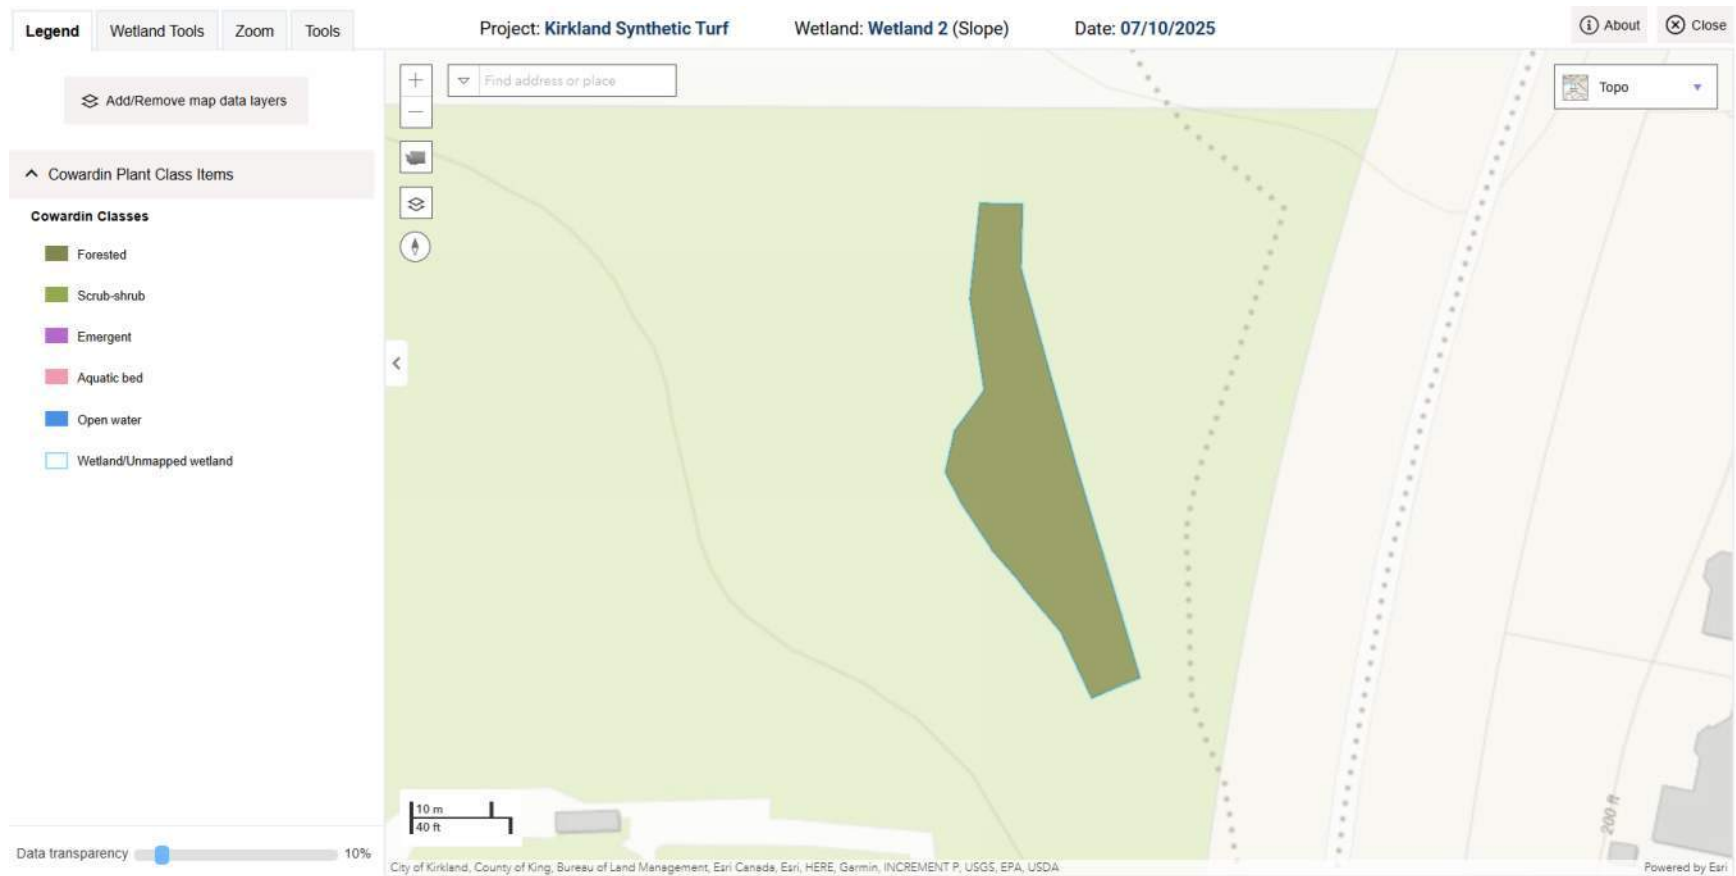 Legend
Wetland Tools
Zoom
Tools
Project: Kirkland Synthetic Turf
Wetland: Wetland 2 (Slope)
Date: 07/10/2025
About
Close
Add/Remove map data layers
Find address or place
Topo
Cowardin Plant Class Items
Cowardin Classes
Forested
Scrub-shrub
Emergent
Aquatic bed
Open water
Wetland/Unmapped wetland
200 ft
10 m
40 ft
Data transparency
10%
City of Kirkland, County of King, Bureau of Land Management, Esri Canada, Esri, HERE, Garmin, INCREMENT P, USGS, EPA, USDA
Powered by Esri